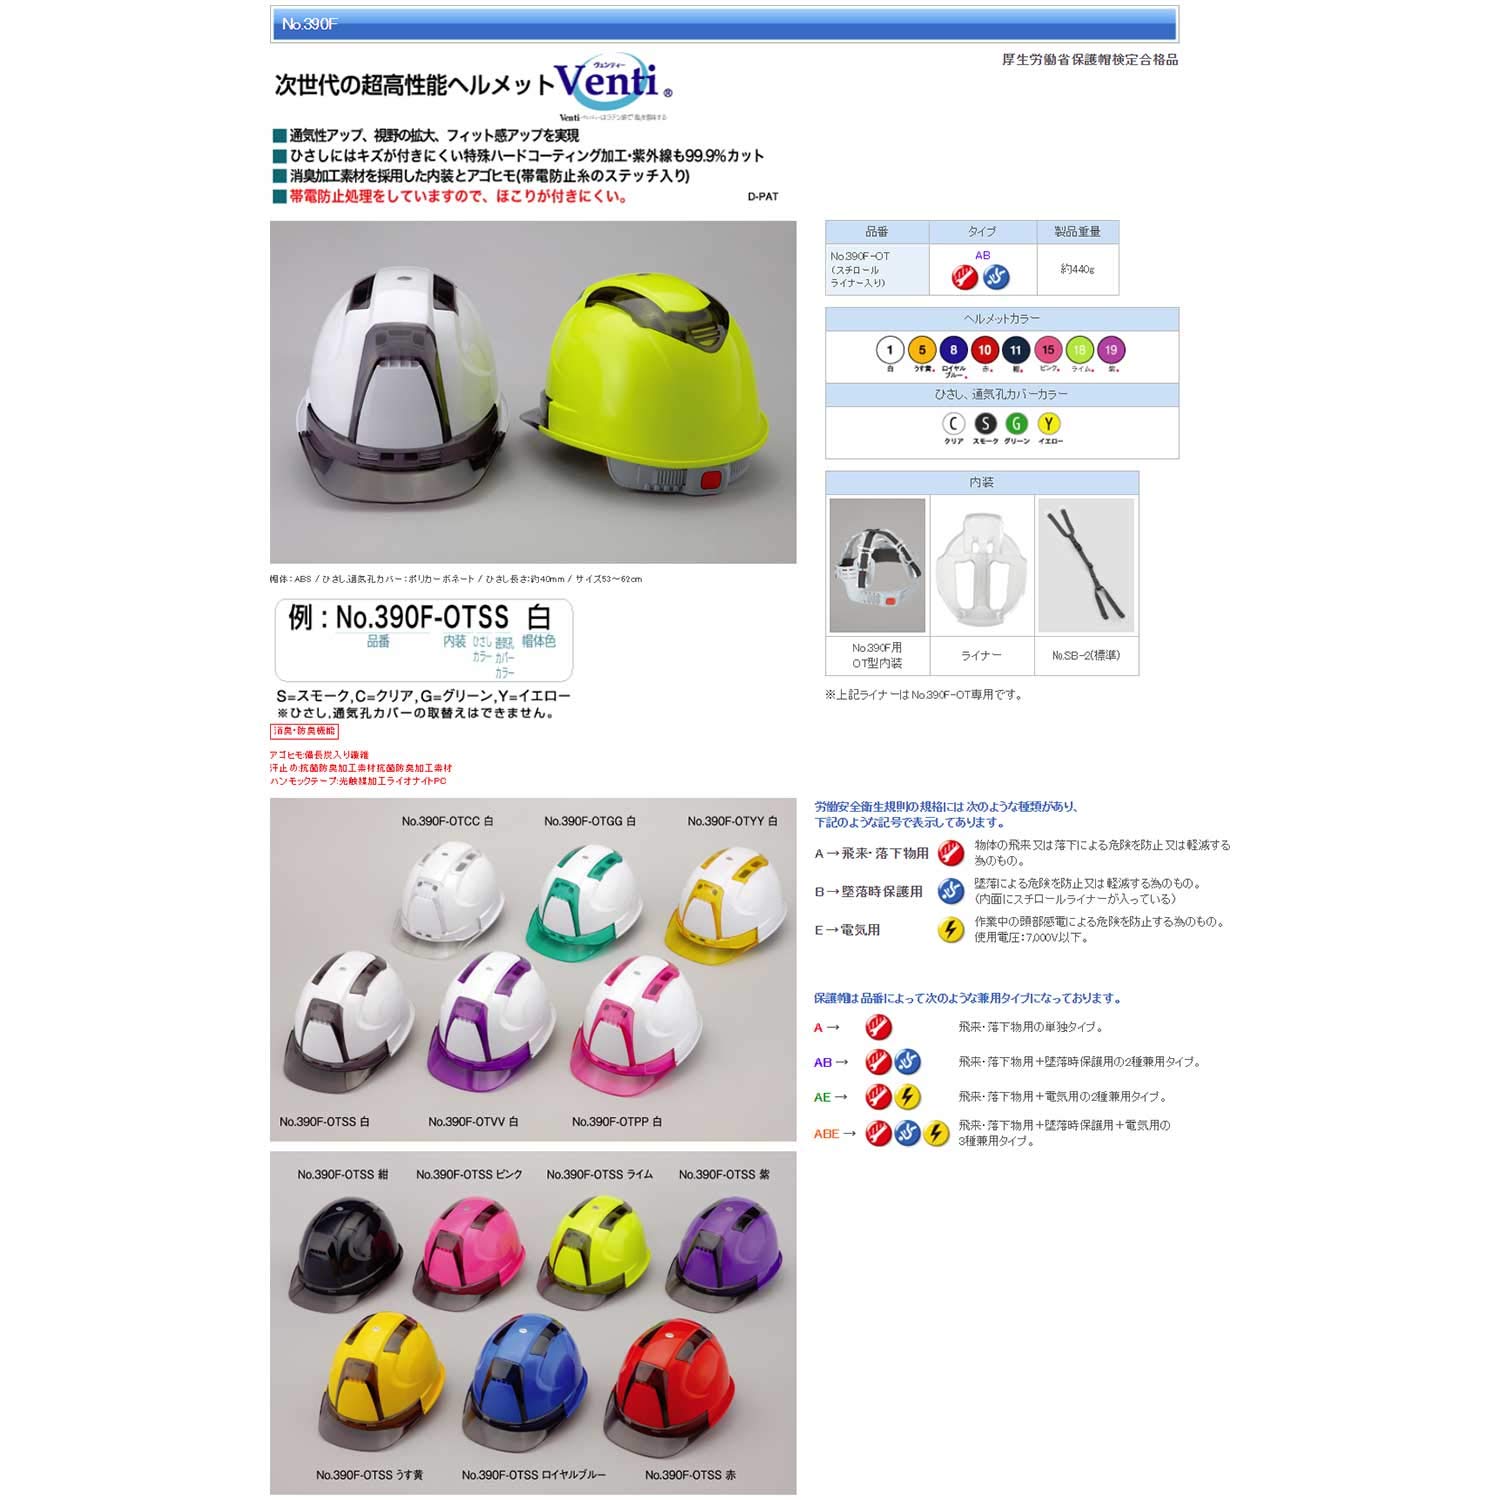 No.390F
厚生労働省保護帽検定合格品
次世代の超高性能ヘルメット Venti ®
ヴェンティー
■通気性アップ、視野の拡大、フィット感アップを実現
■ひさしにはキズが付きにくい特殊ハードコーティング加工・紫外線も99.9%カット
■消臭加工素材を採用した内装とアゴヒモ(帯電防止糸のステッチ入り)
■帯電防止処理をしていますので、ほこりが付きにくい。
D-PAT
帽体：ABS / ひさし,通気孔カバー：ポリカーボネート / ひさし長さ:約40mm / サイズ53～62cm
例：No.390F-OTSS 白
品番 内装 ひさしカラー 通気孔カバーカラー 帽体色
S=スモーク,C=クリア,G=グリーン,Y=イエロー
※ひさし,通気孔カバーの取替えはできません。
消臭・防臭機能
アゴヒモ:備長炭入り繊維
汗止め:抗菌防臭加工素材抗菌防臭加工素材
ハンモックテープ:光触媒加工ライオナイトPC
品番 タイプ 製品重量
No.390F-OT
（スチロール
ライナー入り）
AB
約440g
ヘルメットカラー
1 5 8 10 11 15 18 19
白 うす黄 ロイヤルブルー 赤 紺 ピンク ライム 紫
ひさし、通気孔カバーカラー
C S G Y
クリア スモーク グリーン イエロー
内装
No.390F用
OT型内装
ライナー
No.SB-2(標準)
※上記ライナーはNo.390F-OT専用です。
No.390F-OTCC 白 No.390F-OTGG 白 No.390F-OTYY 白
No.390F-OTSS 白 No.390F-OTVV 白 No.390F-OTPP 白
労働安全衛生規則の規格には次のような種類があり、
下記のような記号で表示してあります。
A→飛来・落下物用
物体の飛来又は落下による危険を防止又は軽減する
為のもの。
B→墜落時保護用
墜落による危険を防止又は軽減する為のもの。
（内面にスチロールライナーが入っている）
E→電気用
作業中の頭部感電による危険を防止する為のもの。
使用電圧：7,000V以下。
保護帽は品番によって次のような兼用タイプになっております。
A→ 飛来・落下物用の単独タイプ。
AB→ 飛来・落下物用＋墜落時保護用の2種兼用タイプ。
AE→ 飛来・落下物用＋電気用の2種兼用タイプ。
ABE→ 飛来・落下物用＋墜落時保護用＋電気用の
3種兼用タイプ。
No.390F-OTSS 紺 No.390F-OTSS ピンク No.390F-OTSS ライム No.390F-OTSS 紫
No.390F-OTSS うす黄 No.390F-OTSS ロイヤルブルー No.390F-OTSS 赤